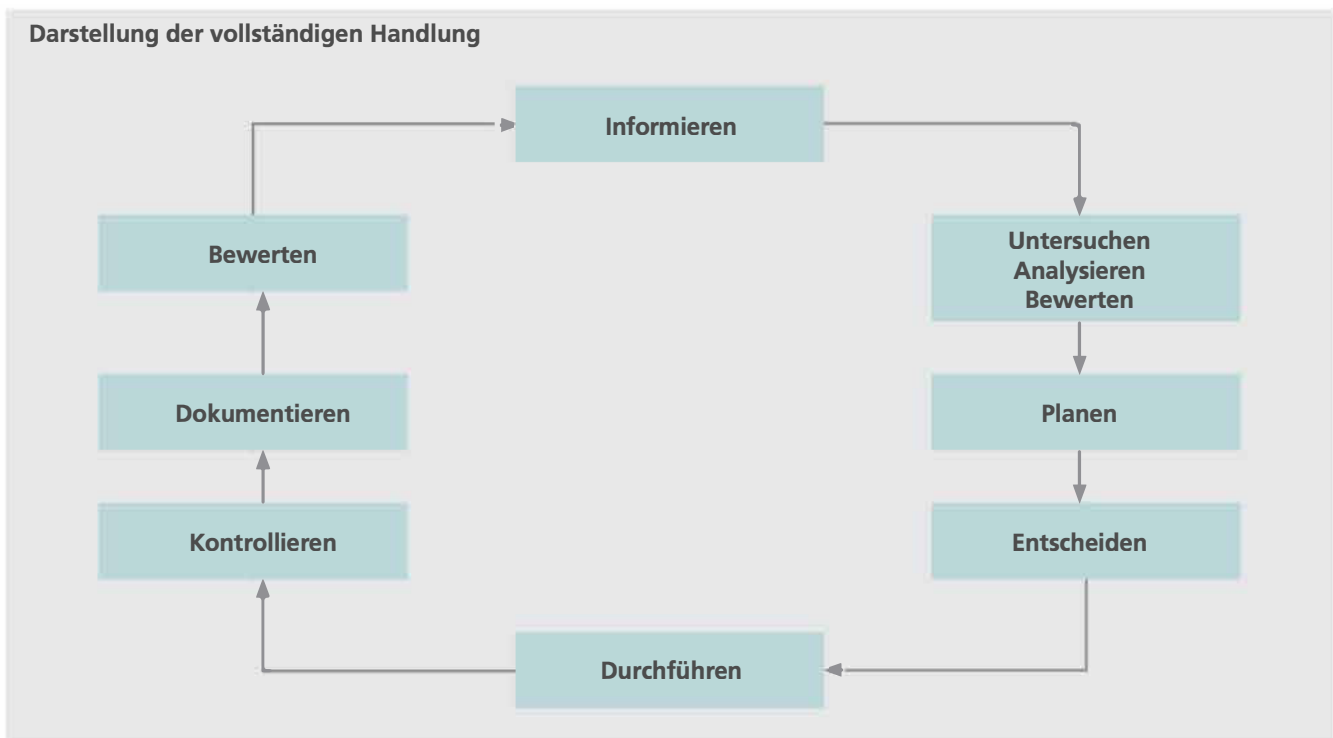 Darstellung der vollständigen Handlung
Informieren
Untersuchen
Analysieren
Bewerten
Planen
Entscheiden
Durchführen
Kontrollieren
Dokumentieren
Bewerten